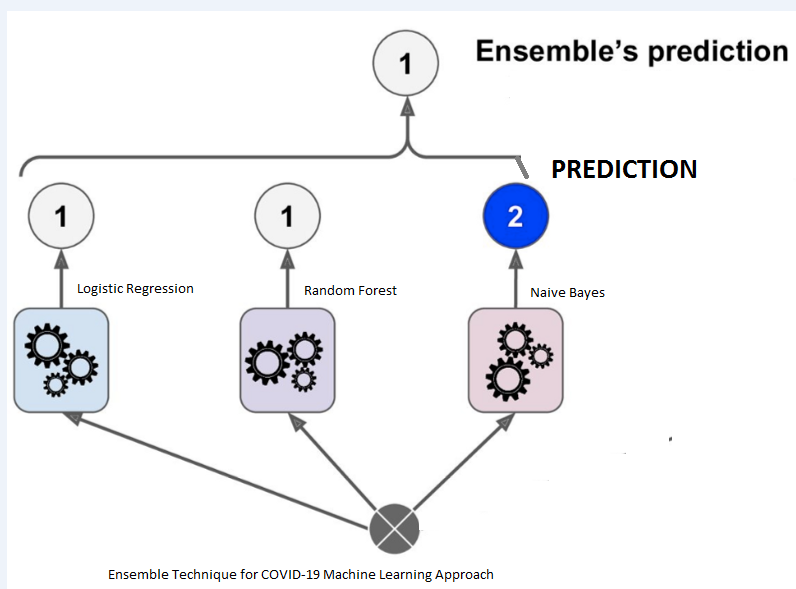 1
Ensemble's prediction
PREDICTION
1
1
2
Logistic Regression
Random Forest
Naive Bayes
Ensemble Technique for COVID-19 Machine Learning Approach